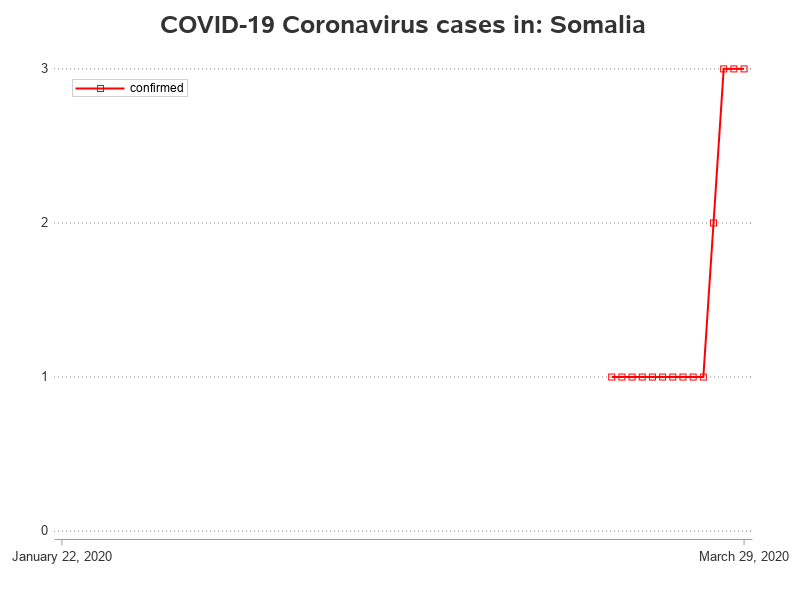 COVID-19 Coronavirus cases in: Somalia
3
confirmed
2
1
0
January 22, 2020
March 29, 2020